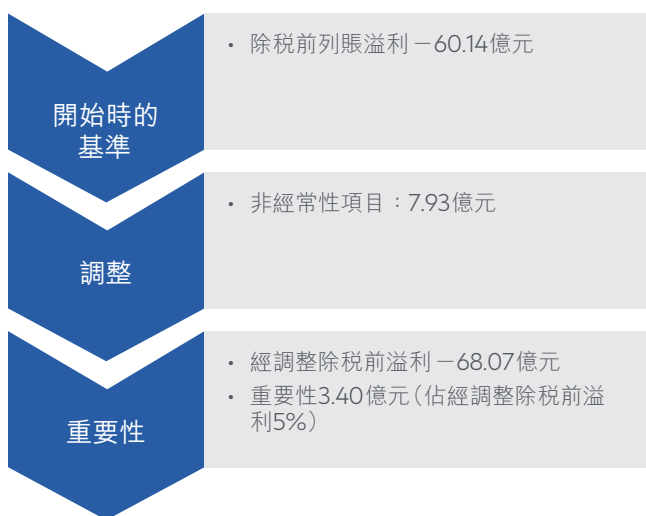 開始時的
基準
• 除税前列賬溢利－60.14億元
調整
• 非經常性項目：7.93億元
重要性
• 經調整除税前溢利－68.07億元
• 重要性3.40億元（佔經調整除税前溢
利5%）